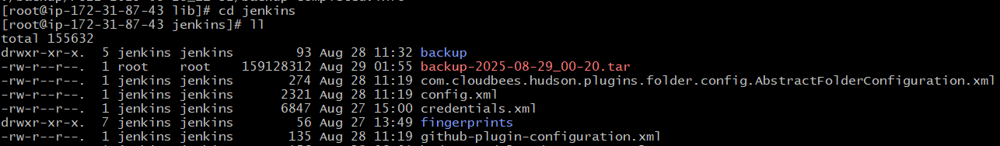 [root@ip-172-31-87-43 lib]# cd jenkins
[root@ip-172-31-87-43 jenkins]# ll
total 155632
drwxr-xr-x. 5 jenkins jenkins 93 Aug 28 11:32 backup
-rw-r--r--. 1 root root 159128312 Aug 29 01:55 backup-2025-08-29_00-20.tar
-rw-r--r--. 1 jenkins jenkins 274 Aug 28 11:19 com.cloudbees.hudson.plugins.folder.config.AbstractFolderConfiguration.xml
-rw-r--r--. 1 jenkins jenkins 2321 Aug 28 11:19 config.xml
-rw-r--r--. 1 jenkins jenkins 6847 Aug 27 15:00 credentials.xml
drwxr-xr-x. 7 jenkins jenkins 56 Aug 27 13:49 fingerprints
-rw-r--r--. 1 jenkins jenkins 135 Aug 28 11:19 github-plugin-configuration.xml